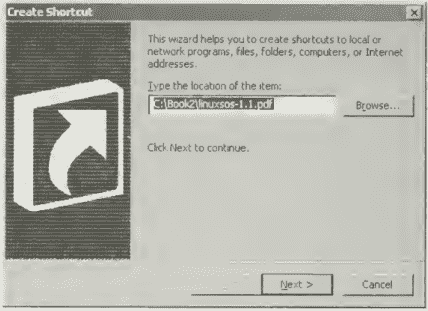 Create Shortcut
This wizard helps you to create shortcuts to local or
network programs, files, folders, computers, or Internet
addresses.
Type the location of the item:
C:\Book2\linuxsos-1.1.pdf
Browse...
Click Next to continue.
Next >
Cancel